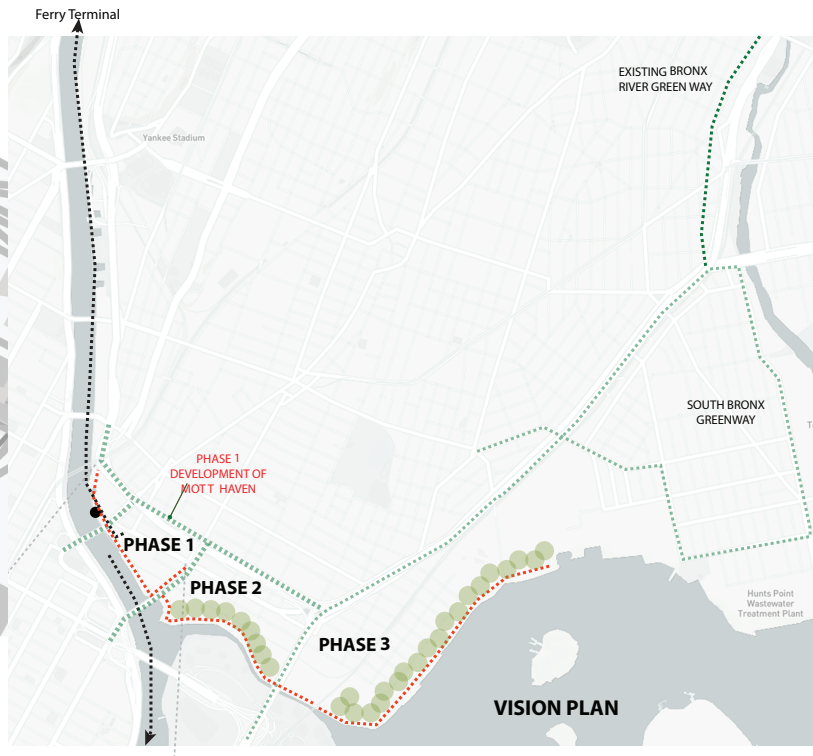 Ferry Terminal
EXISTING BRONX
RIVER GREEN WAY
Yankee Stadium
SOUTH BRONX
GREENWAY
PHASE 1
DEVELOPMENT OF
MOTT HAVEN
PHASE 1
PHASE 2
Hunts Point
Wastewater
Treatment Plant
PHASE 3
VISION PLAN